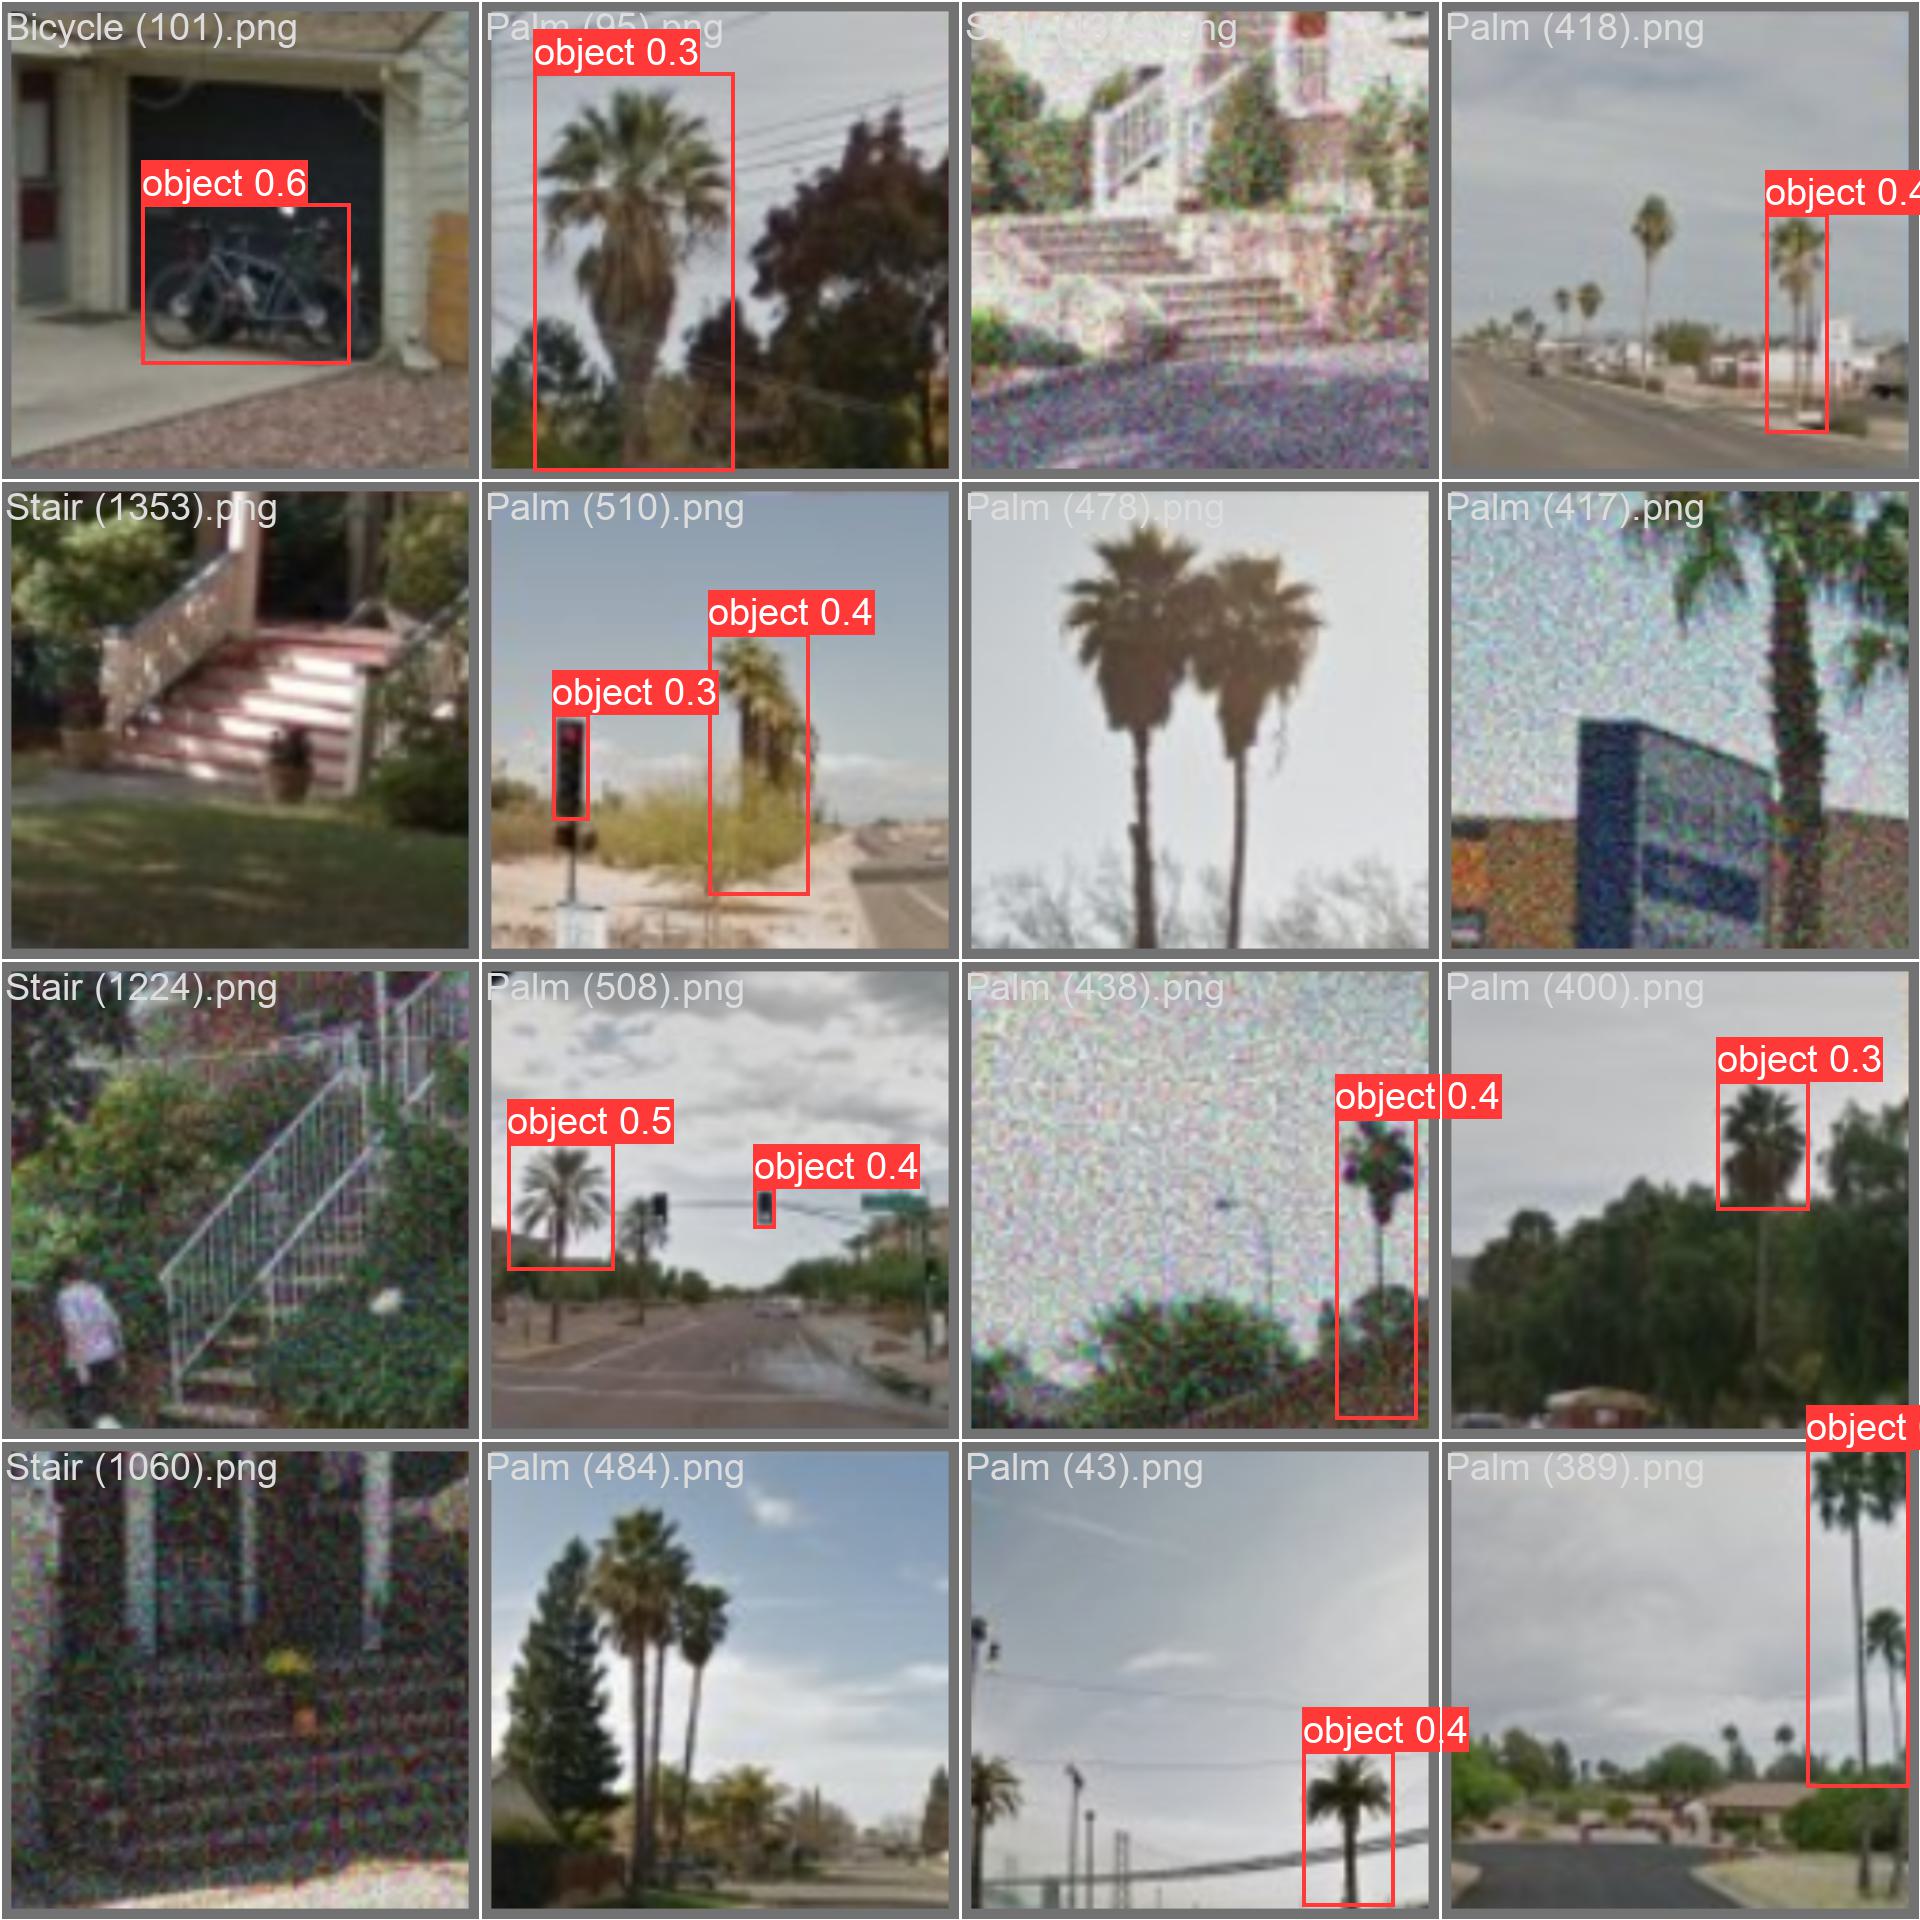 Bicycle (101).png
object 0.6
Palm (95).png
object 0.3
Palm (418).png
object 0.4
Stair (1353).png
Palm (510).png
object 0.4
object 0.3
Palm (478).png
Palm (417).png
Stair (1224).png
Palm (508).png
object 0.5
object 0.4
Palm (438).png
object 0.4
Palm (400).png
object 0.3
Stair (1060).png
Palm (484).png
Palm (43).png
object 0.4
Palm (389).png
object